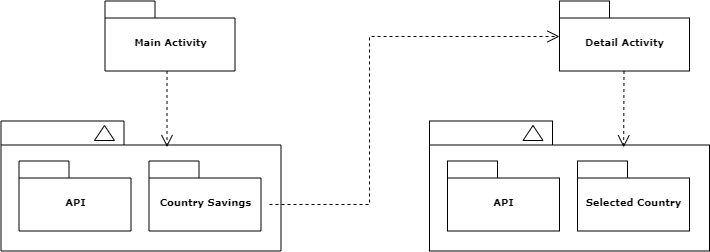 Main Activity
Detail Activity
API
Country Savings
API
Selected Country